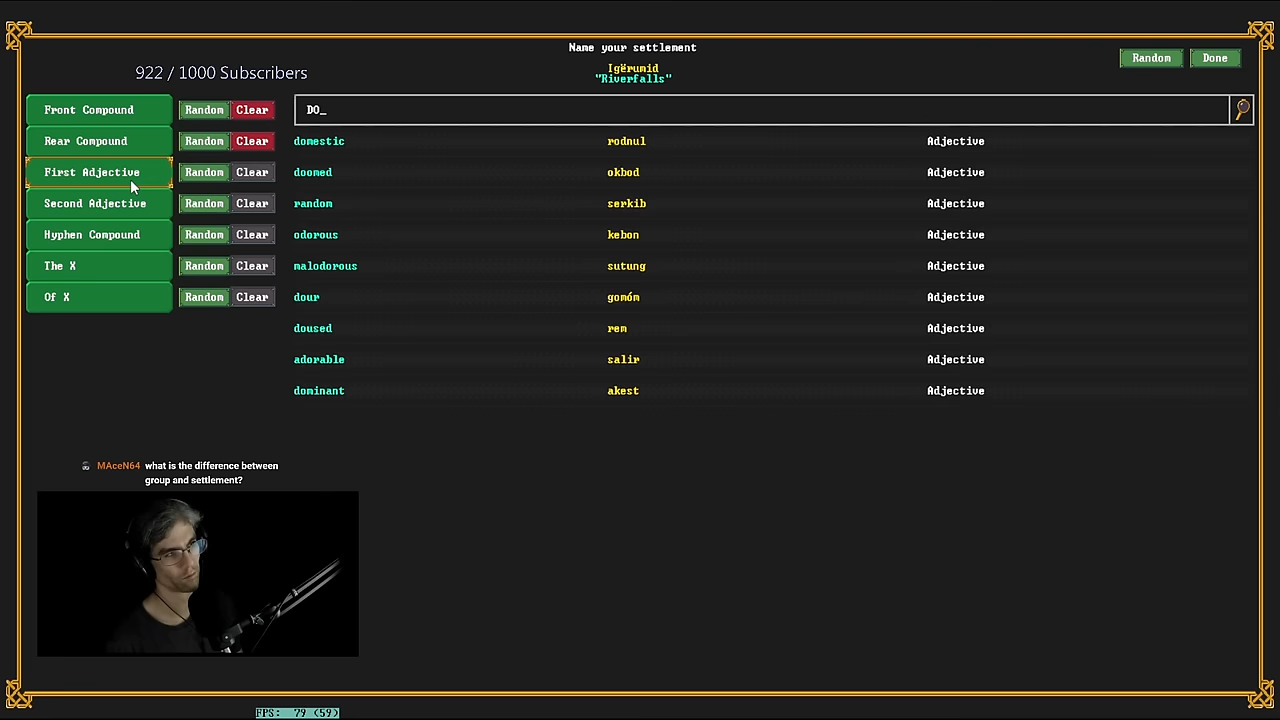 Name your settlement
Igërumid
"Riverfalls"
Random Done
922 / 1000 Subscribers
Front Compound Random Clear DO_
Rear Compound Random Clear domestic rodnul Adjective
First Adjective Random Clear doomed okbod Adjective
Second Adjective Random Clear random serkib Adjective
Hyphen Compound Random Clear odorous kebon Adjective
The X Random Clear malodorous sutung Adjective
Of X Random Clear dour gomóm Adjective
doused rem Adjective
adorable salir Adjective
dominant akest Adjective
MAceN64 what is the difference between
group and settlement?
FPS: 79 (59)